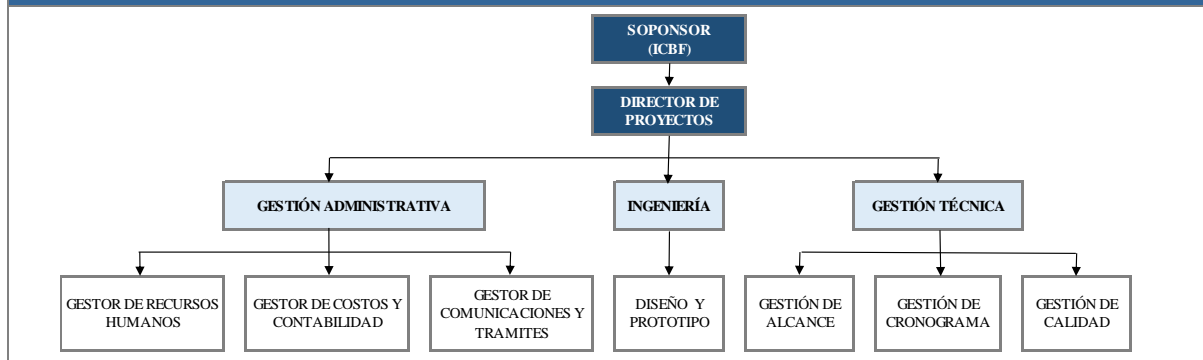 SOPONSOR
(ICBF)
DIRECTOR DE
PROYECTOS
GESTIÓN ADMINISTRATIVA
INGENIERÍA
GESTIÓN TÉCNICA
GESTOR DE RECURSOS
HUMANOS
GESTOR DE COSTOS Y
CONTABILIDAD
GESTOR DE
COMUNICACIONES Y
TRAMITES
DISEÑO Y
PROTOTIPO
GESTIÓN DE
ALCANCE
GESTIÓN DE
CRONOGRAMA
GESTIÓN DE
CALIDAD